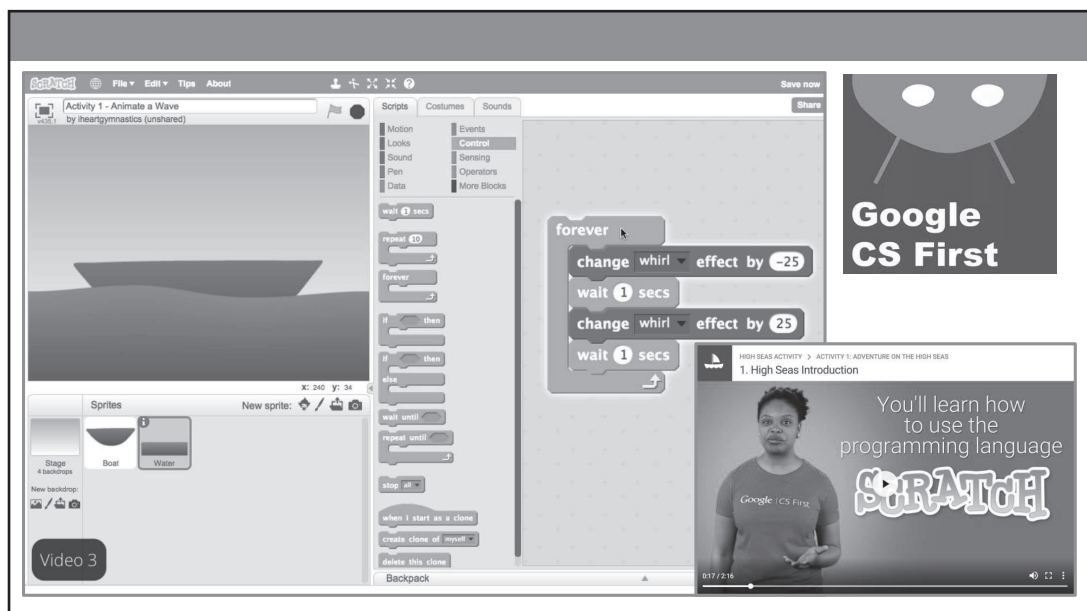 SCRATCH File Edit Tips About Save now
Activity 1 - Animate a Wave
v435.1 by iheartgymnastics (unshared)
Scripts Costumes Sounds Share
Motion Events
Looks Control
Sound Sensing
Pen Operators
Data More Blocks
wait 1 secs
repeat 10
forever
if then
if then
else
wait until
repeat until
stop all
when I start as a clone
create clone of myself
delete this clone
Backpack
forever
change whirl effect by -25
wait 1 secs
change whirl effect by 25
wait 1 secs
X: 240 y: 34
Sprites New sprite:
Stage
4 backdrops
New backdrop:
Boat Water
Video 3
Google
CS First
HIGH SEAS ACTIVITY > ACTIVITY 1: ADVENTURE ON THE HIGH SEAS
1. High Seas Introduction
You'll learn how
to use the
programming language
SCRATCH
Google | CS First
0:17 / 2:16